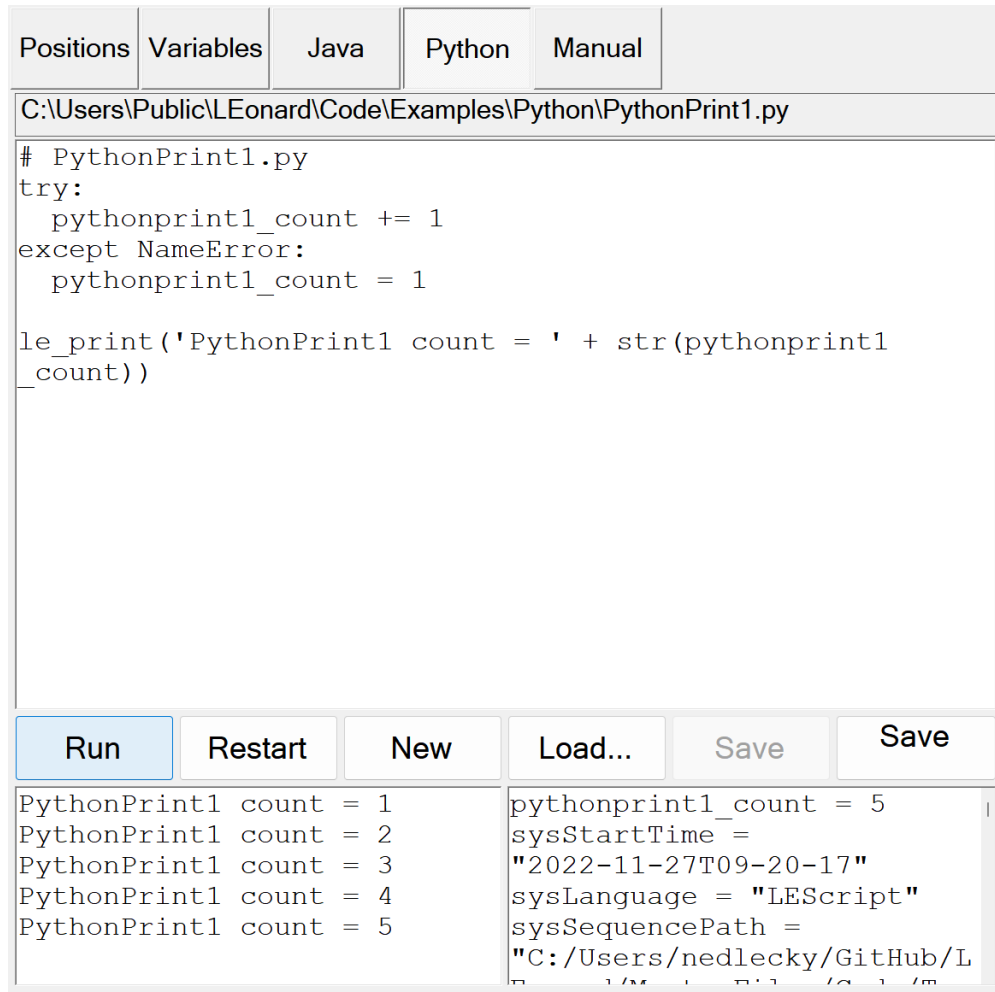 Positions Variables Java Python Manual
C:\Users\Public\LEonard\Code\Examples\Python\PythonPrint1.py
# PythonPrint1.py
try:
  pythonprint1_count += 1
except NameError:
  pythonprint1_count = 1

le_print('PythonPrint1 count = ' + str(pythonprint1
_count))
Run Restart New Load... Save Save
PythonPrint1 count = 1
PythonPrint1 count = 2
PythonPrint1 count = 3
PythonPrint1 count = 4
PythonPrint1 count = 5
pythonprint1_count = 5
sysStartTime =
"2022-11-27T09-20-17"
sysLanguage = "LEScript"
sysSequencePath =
"C:/Users/nedlecky/GitHub/L